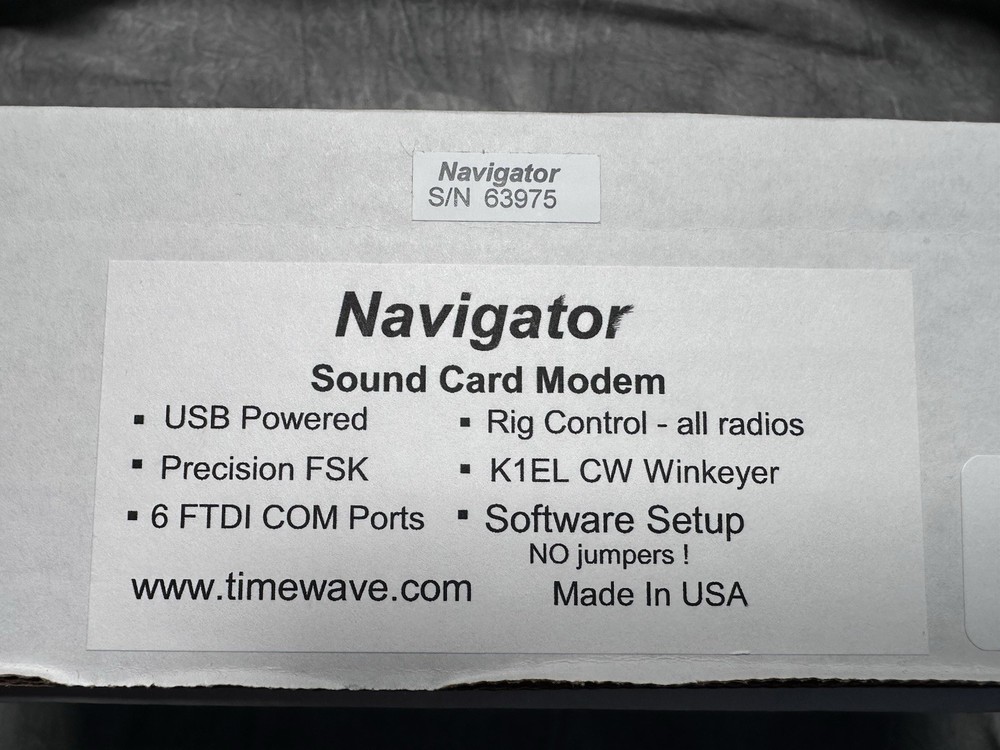 Navigator
S/N 63975
Navigator
Sound Card Modem
▪ USB Powered
▪ Rig Control - all radios
▪ Precision FSK
▪ K1EL CW Winkeyer
▪ 6 FTDI COM Ports
▪ Software Setup
NO jumpers !
www.timewave.com
Made In USA